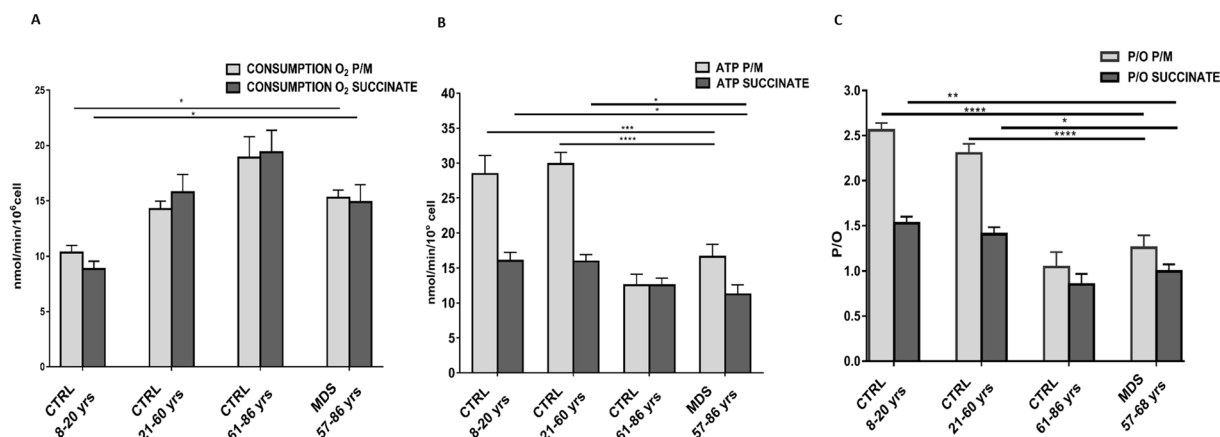 A
CONSUMPTION O₂ P/M
CONSUMPTION O₂ SUCCINATE
nmol/min/10⁶cell
25
20
15
10
5
0
*
*
CTRL
8-20 yrs
CTRL
21-60 yrs
CTRL
61-86 yrs
MDS
57-86 yrs
B
ATP P/M
ATP SUCCINATE
nmol/min/10⁶ cell
40
35
30
25
20
15
10
5
0
*
*
***
****
CTRL
8-20 yrs
CTRL
21-60 yrs
CTRL
61-86 yrs
MDS
57-86 yrs
C
P/O P/M
P/O SUCCINATE
P/O
3.0
2.5
2.0
1.5
1.0
0.5
0.0
**
****
*
****
CTRL
8-20 yrs
CTRL
21-60 yrs
CTRL
61-86 yrs
MDS
57-68 yrs